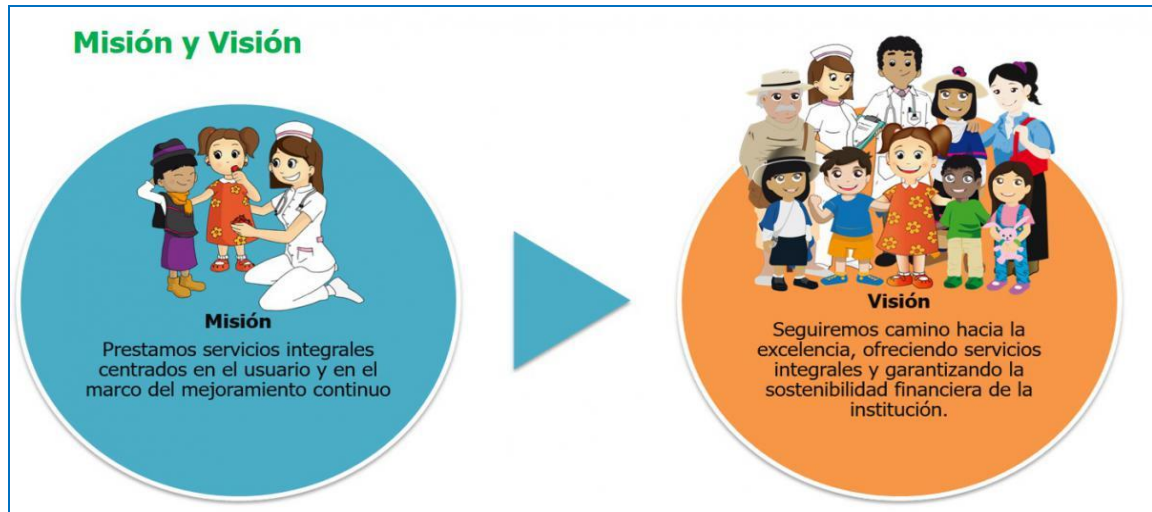 Misión y Visión
Misión
Prestamos servicios integrales
centrados en el usuario y en el
marco del mejoramiento continuo
Visión
Seguiremos camino hacia la
excelencia, ofreciendo servicios
integrales y garantizando la
sostenibilidad financiera de la
institución.